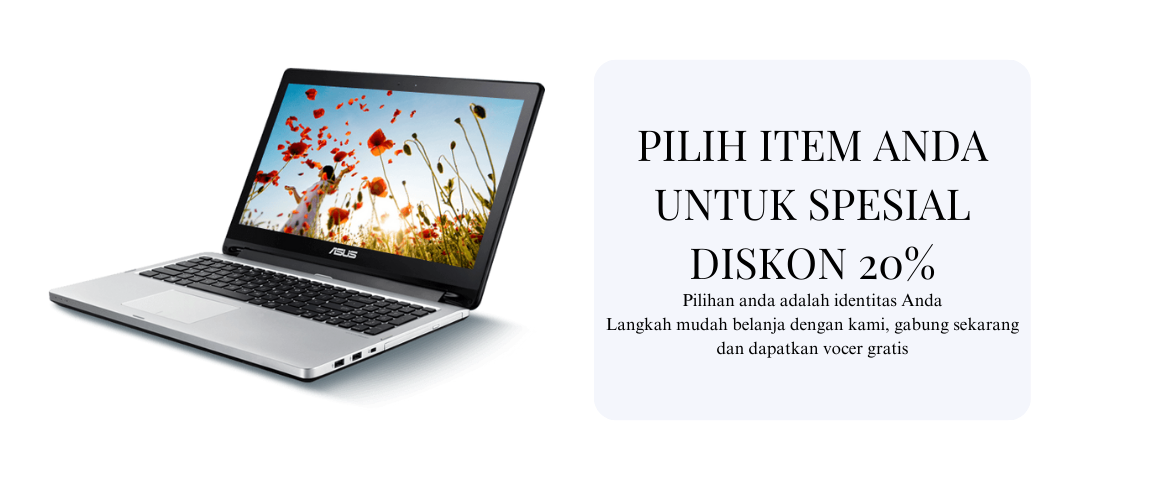 ASUS
PILIH ITEM ANDA
UNTUK SPESIAL
DISKON 20%
Pilihan anda adalah identitas Anda
Langkah mudah belanja dengan kami, gabung sekarang
dan dapatkan vocer gratis